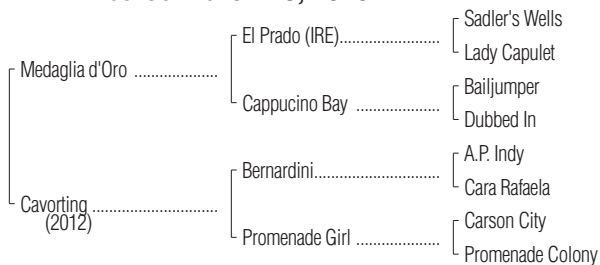 Sadler's Wells
El Prado (IRE)....................
Lady Capulet
Medaglia d'Oro ....................
Bailjumper
Cappucino Bay ....................
Dubbed In
A.P. Indy
Bernardini....................
Cara Rafaela
Cavorting ....................
(2012)
Carson City
Promenade Girl ....................
Promenade Colony